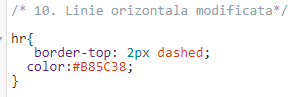 /* 10. Linie orizontala modificata*/
hr{
border-top: 2px dashed;
color:#B85C38;
}